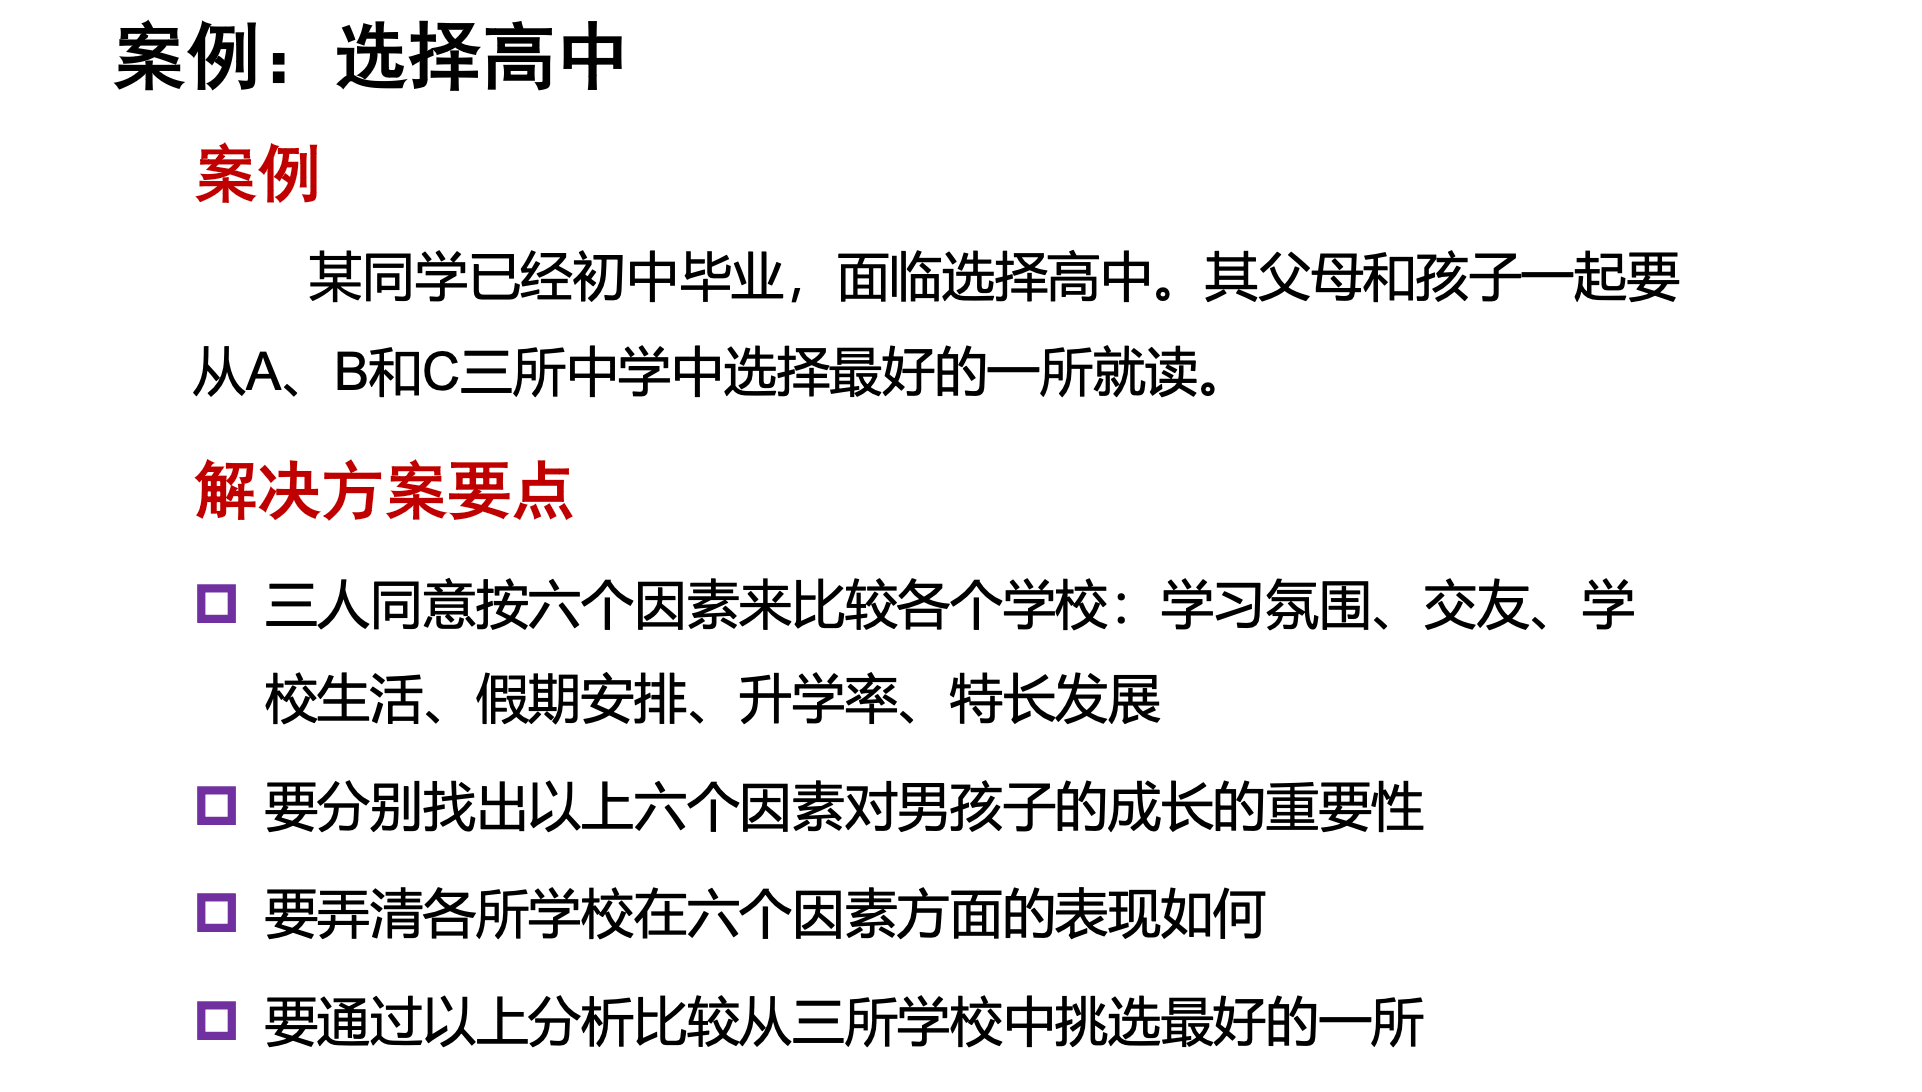 案例：选择高中
案例
某同学已经初中毕业，面临选择高中。其父母和孩子一起要
从A、B和C三所中学中选择最好的一所就读。
解决方案要点
三人同意按六个因素来比较各个学校：学习氛围、交友、学
校生活、假期安排、升学率、特长发展
要分别找出以上六个因素对男孩子的成长的重要性
要弄清各所学校在六个因素方面的表现如何
要通过以上分析比较从三所学校中挑选最好的一所